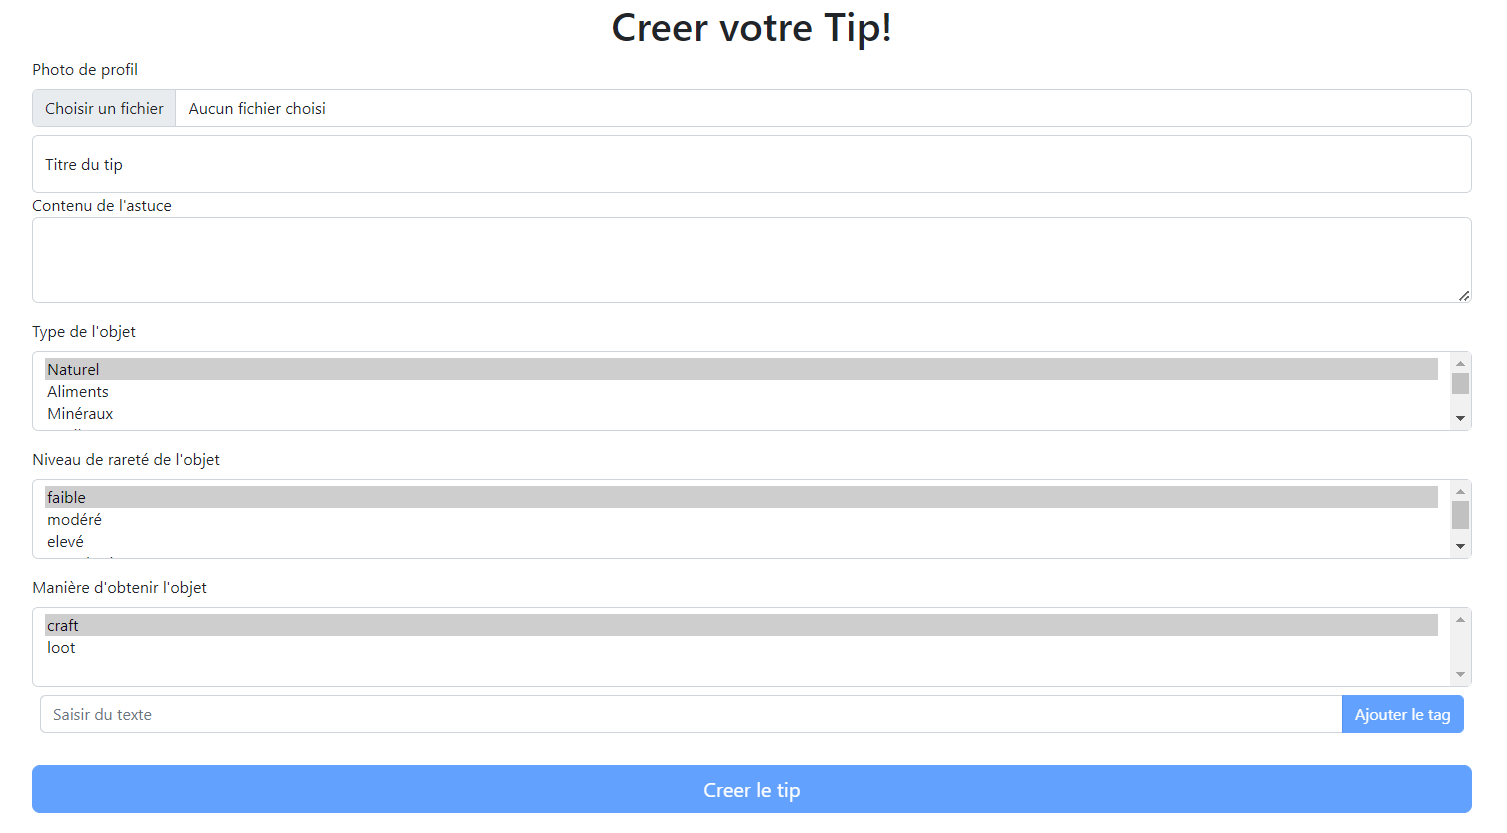 Creer votre Tip!
Photo de profil
Choisir un fichier Aucun fichier choisi
Titre du tip
Contenu de l'astuce
Type de l'objet
Naturel
Aliments
Minéraux
Niveau de rareté de l'objet
faible
modéré
elevé
Manière d'obtenir l'objet
craft
loot
Saisir du texte Ajouter le tag
Creer le tip